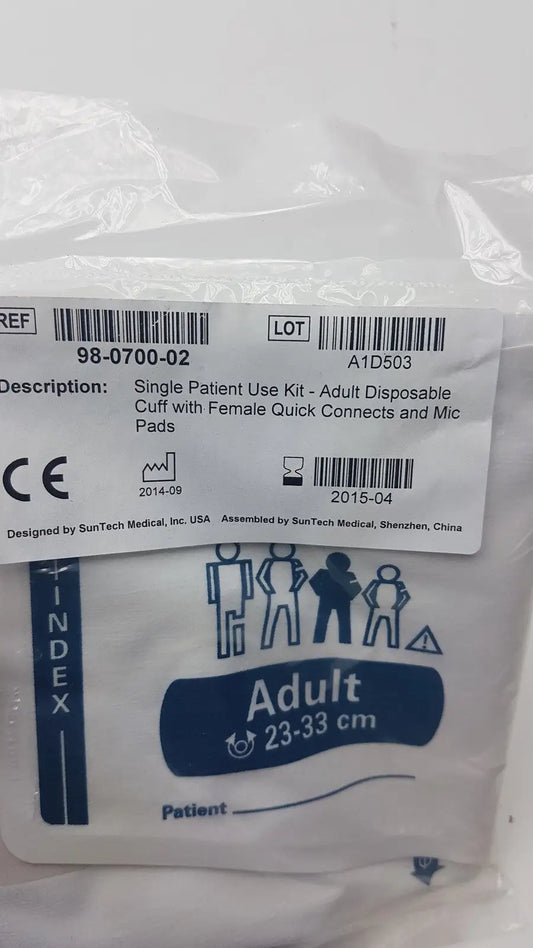 REF
98-0700-02
LOT
A1D503
Description: Single Patient Use Kit - Adult Disposable
Cuff with Female Quick Connects and Mic
Pads
CE
2014-09
2015-04
Designed by SunTech Medical, Inc. USA Assembled by SunTech Medical, Shenzhen, China
INDEX
Adult
23-33 cm
Patient